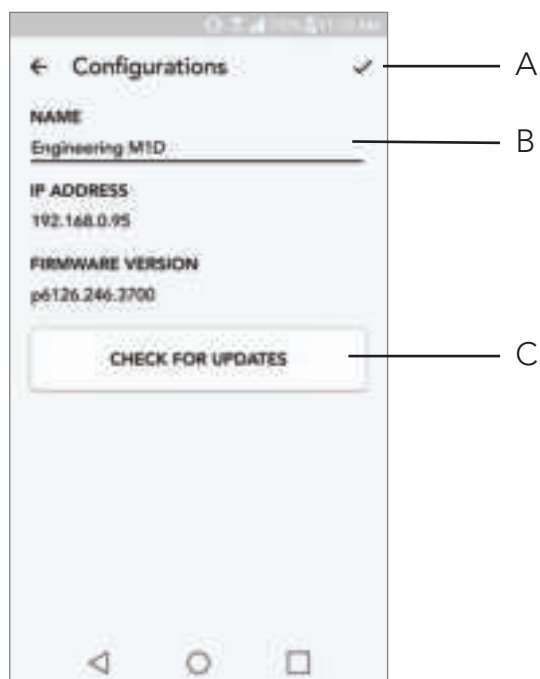 Configurations
A
NAME
Engineering M1D
B
IP ADDRESS
192.168.0.95
FIRMWARE VERSION
p6126.246.3700
CHECK FOR UPDATES
C